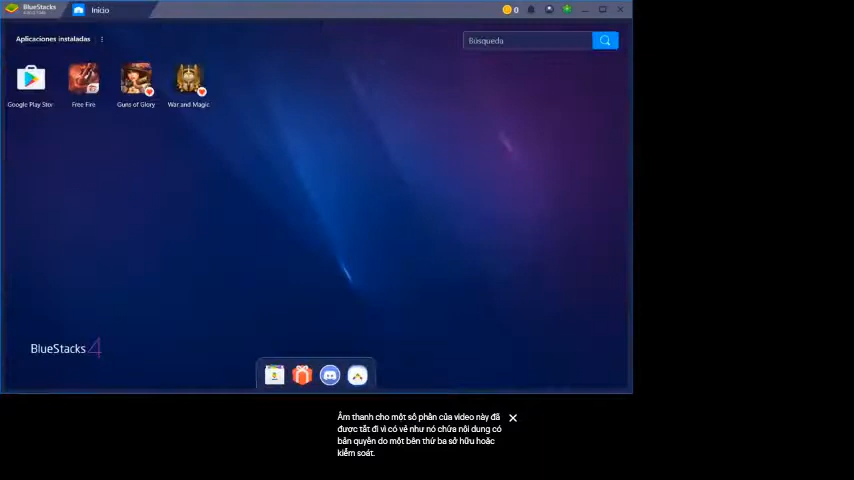 BlueStacks
Inicio
0
Aplicaciones instaladas
Búsqueda
Google Play Stor
Free Fire
Guns of Glory
War and Magic
BlueStacks 4
Âm thanh cho một số phần của video này đã
được tắt đi vì có vẻ như nó chứa nội dung có
bản quyền do một bên thứ ba sở hữu hoặc
kiểm soát.